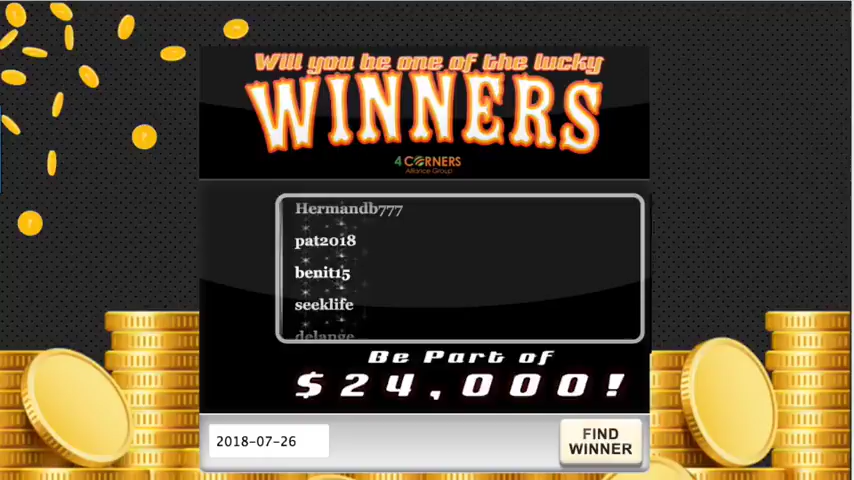 Will you be one of the lucky
WINNERS
4 CORNERS
Alliance Group
Hermandb777
pat2018
benit15
seeklife
delange
Be Part of
$24,000!
2018-07-26
FIND
WINNER